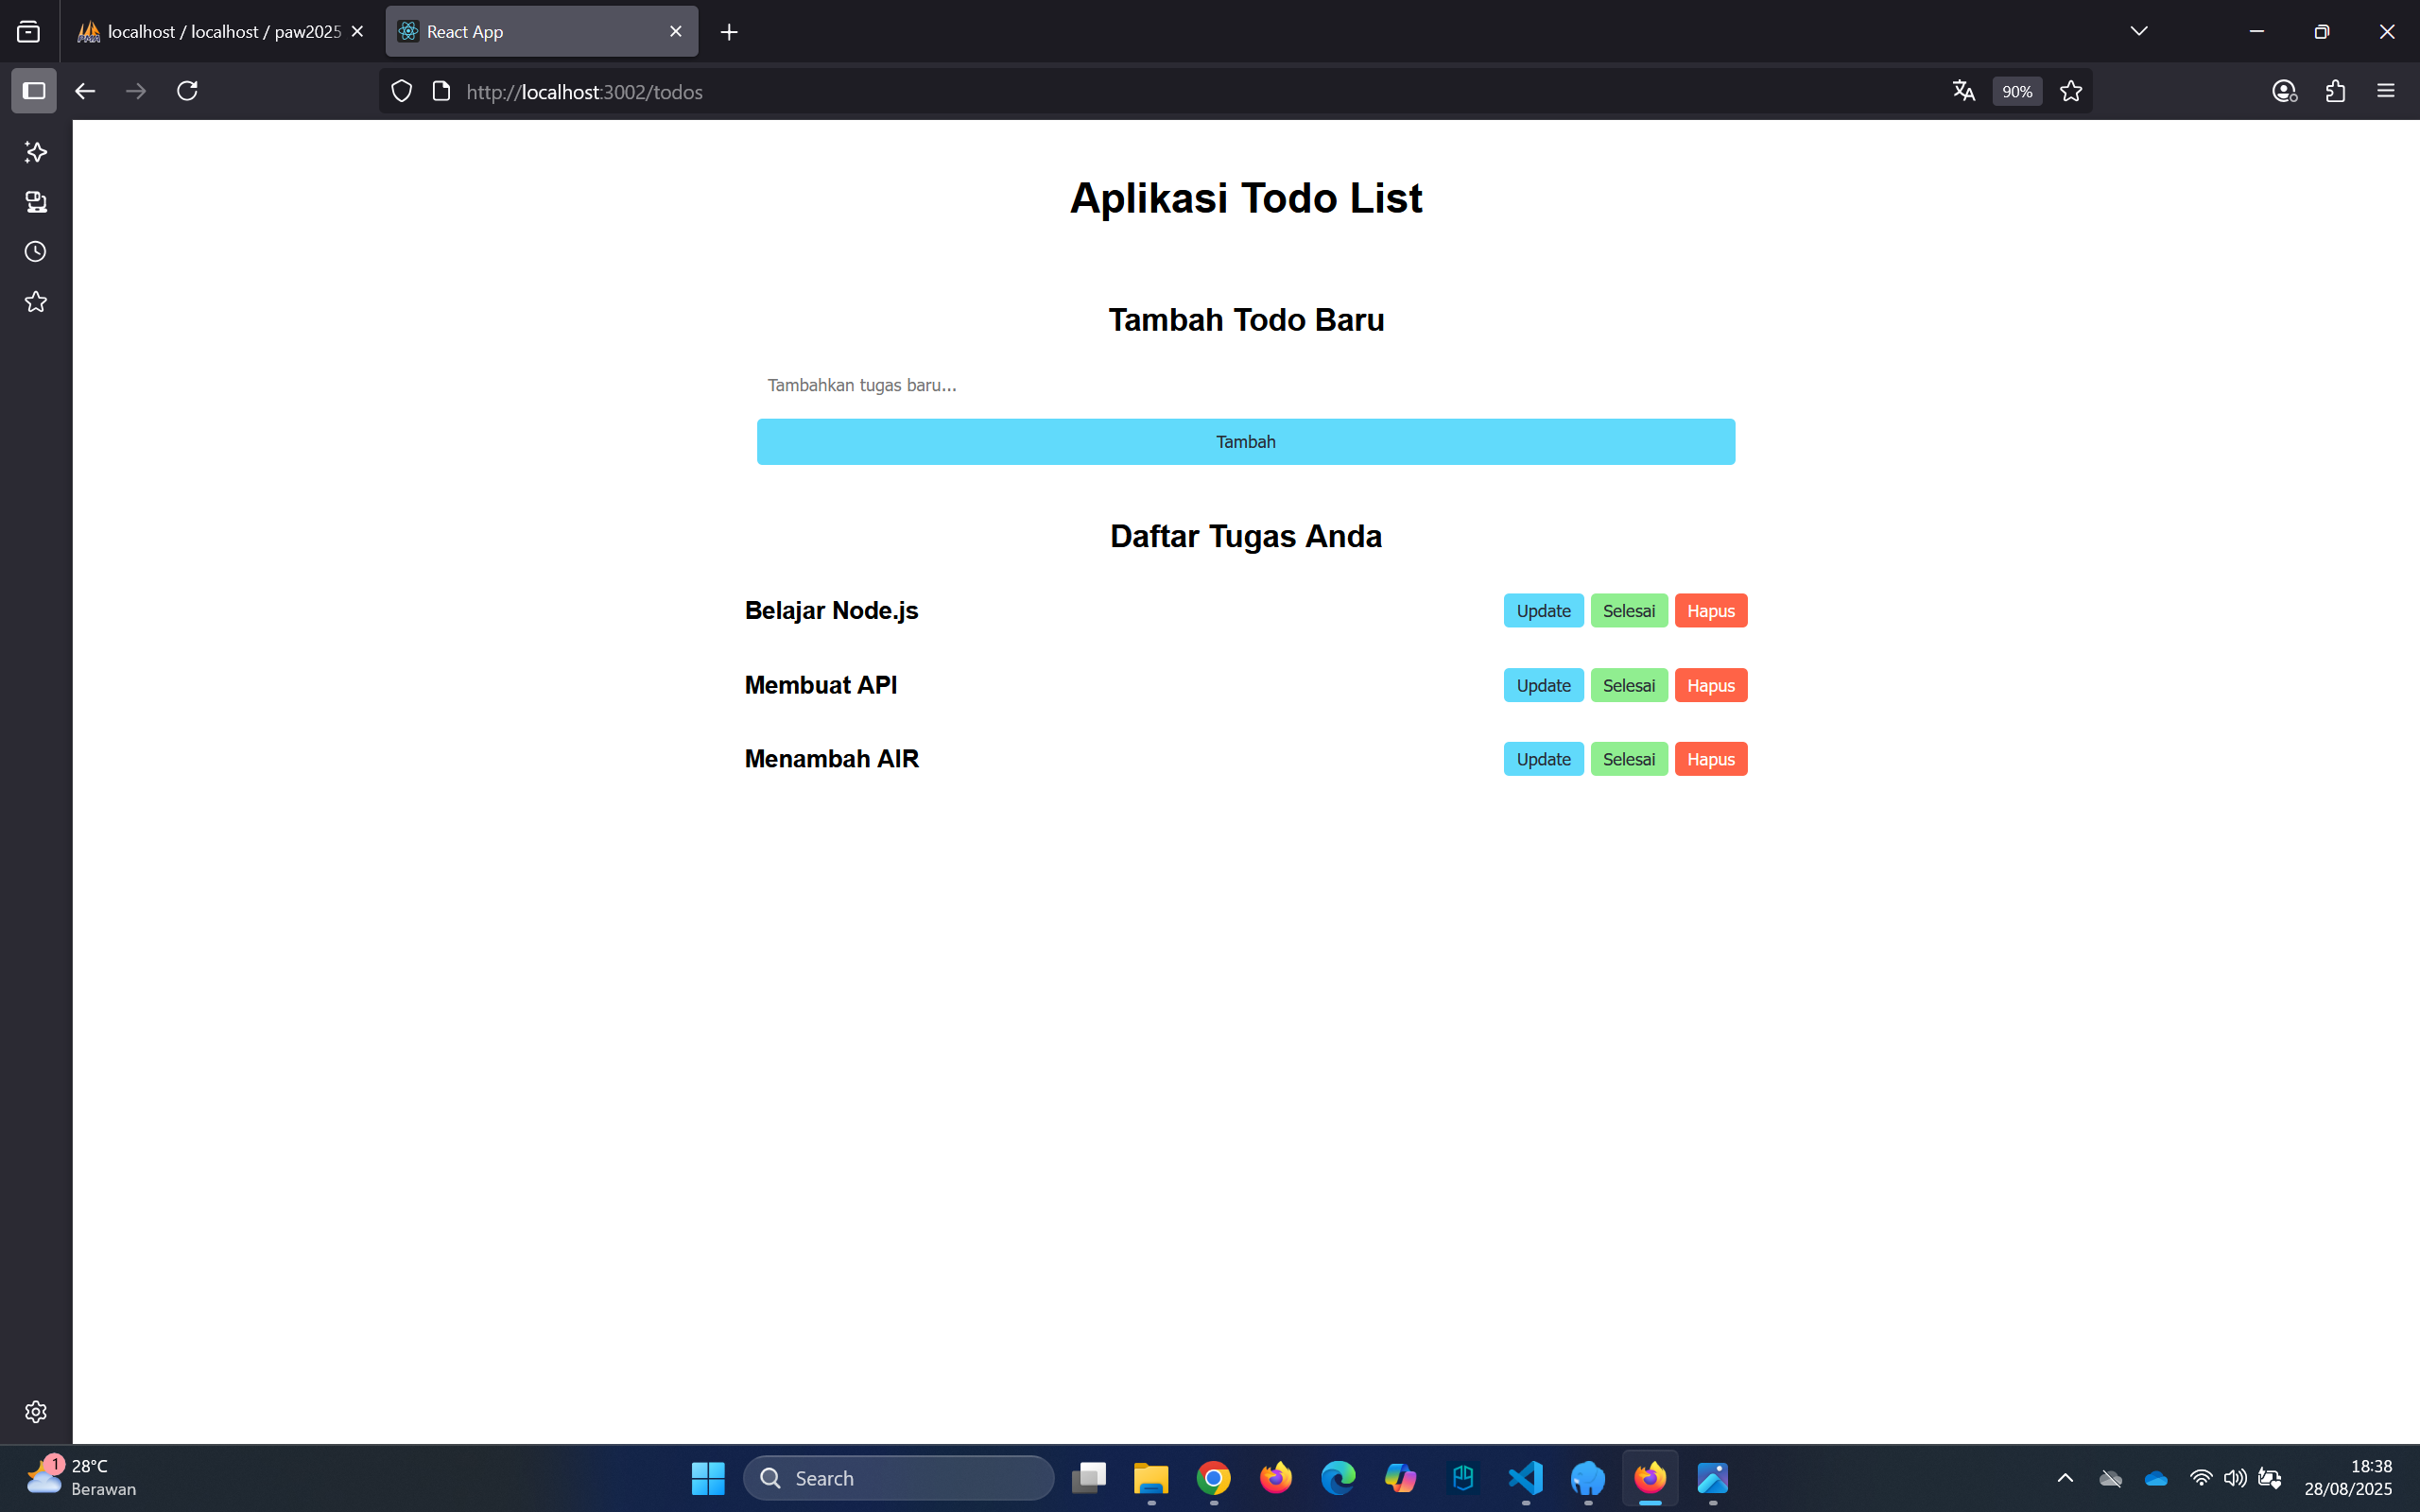 localhost / localhost / paw2025
React App
http://localhost:3002/todos
90%
Aplikasi Todo List
Tambah Todo Baru
Tambahkan tugas baru...
Tambah
Daftar Tugas Anda
Belajar Node.js Update Selesai Hapus
Membuat API Update Selesai Hapus
Menambah AIR Update Selesai Hapus
1
28°C
Berawan
Search
18:38
28/08/2025